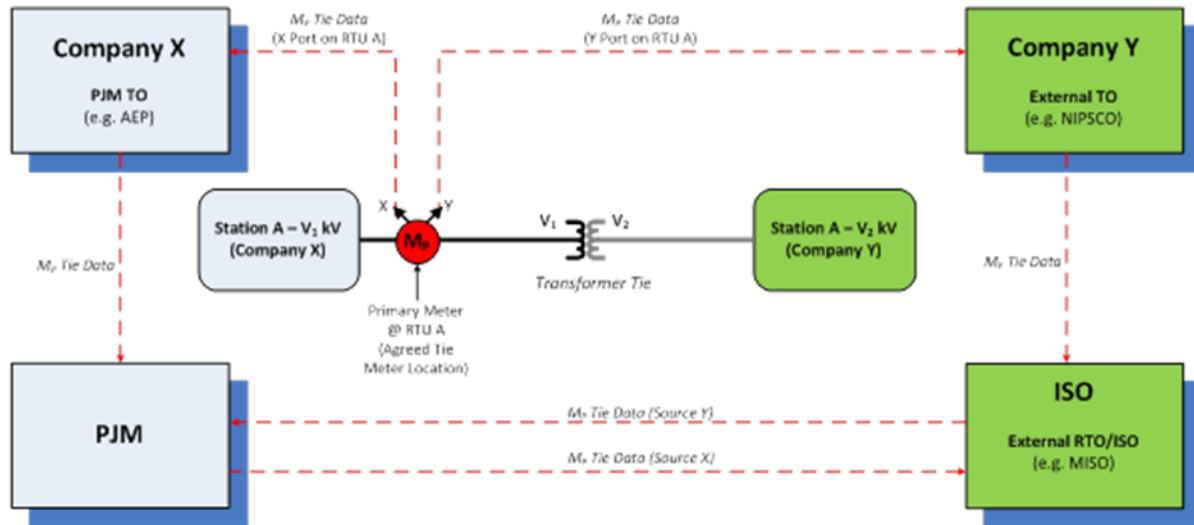 Mₚ Tie Data
(X Port on RTU A)
Mₚ Tie Data
(Y Port on RTU A)
Company X
PJM TO
(e.g. AEP)
Company Y
External TO
(e.g. NIPSCO)
X
Y
Station A – V₁ kV
(Company X)
Mₚ
V₁
V₂
Station A – V₂ kV
(Company Y)
Transformer Tie
Mₚ Tie Data
Mₚ Tie Data
Primary Meter
@ RTU A
(Agreed Tie
Meter Location)
PJM
ISO
External RTO/ISO
(e.g. MISO)
Mₚ Tie Data (Source Y)
Mₚ Tie Data (Source X)